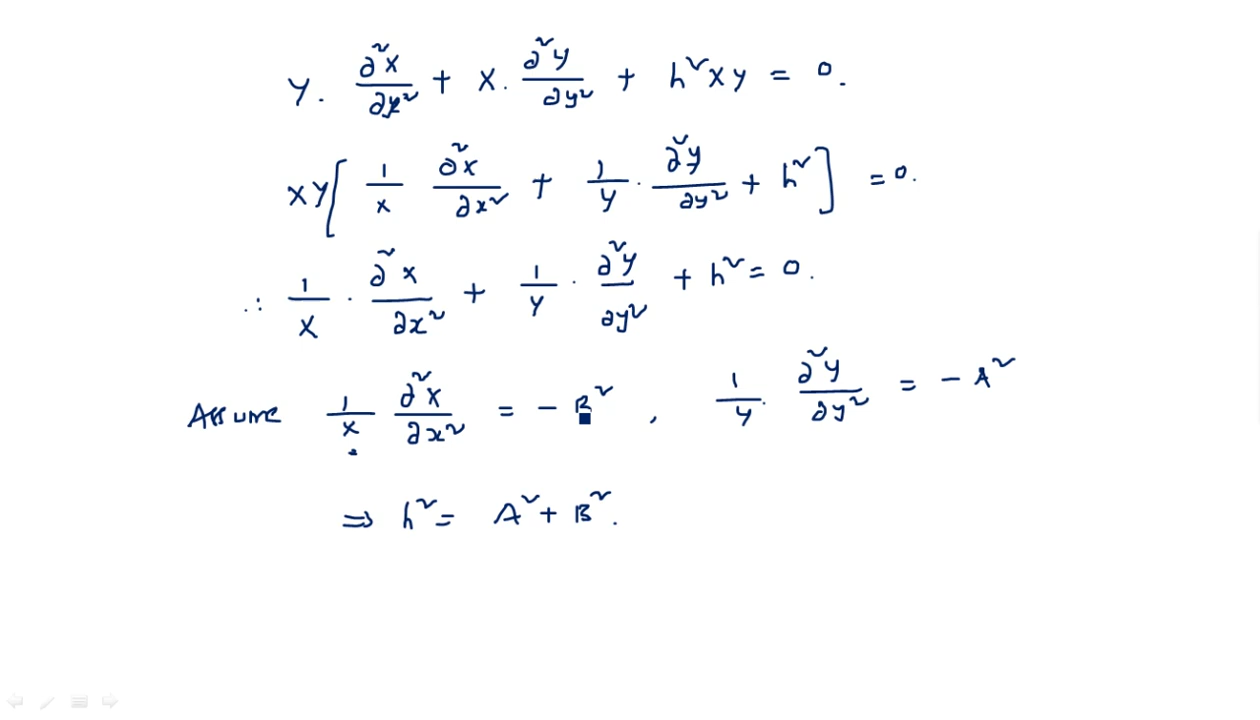 Y. ∂²X/∂x² + X. ∂²Y/∂y² + h²XY = 0.
XY[ 1/X ∂²X/∂x² + 1/Y . ∂²Y/∂y² + h² ] = 0.
∴ 1/X . ∂²X/∂x² + 1/Y . ∂²Y/∂y² + h² = 0.
Assume 1/X ∂²X/∂x² = - B² , 1/Y . ∂²Y/∂y² = - A²
⇒ h² = A² + B².